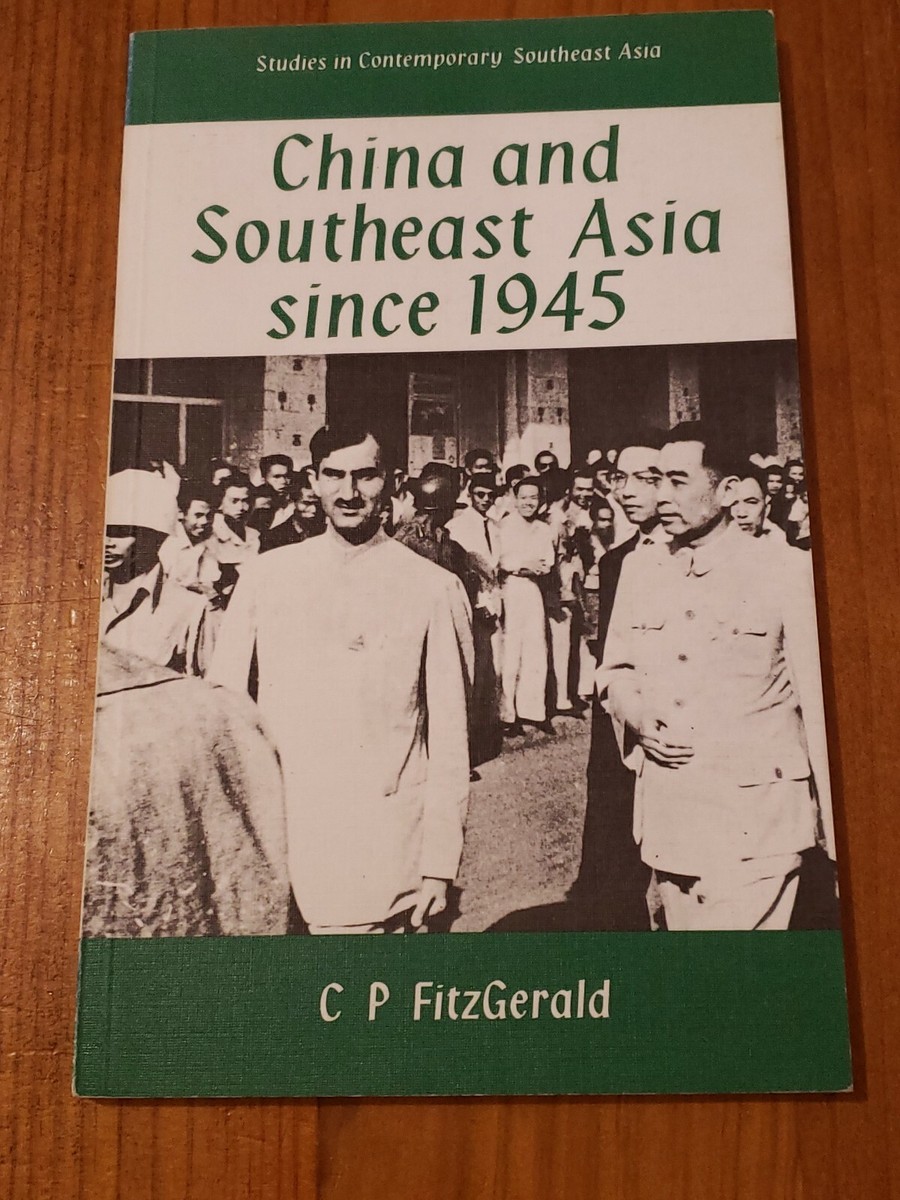 Studies in Contemporary Southeast Asia
China and
Southeast Asia
since 1945
C P FitzGerald